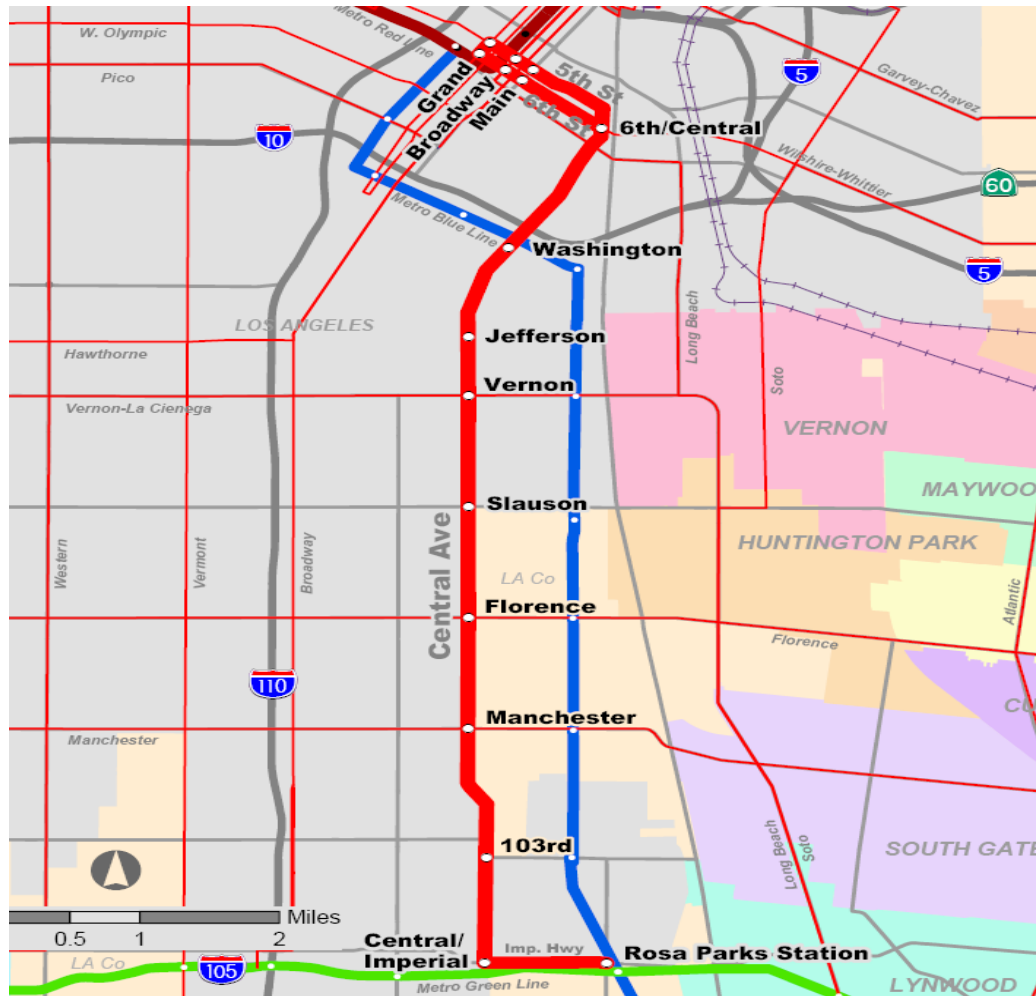 W. Olympic
Metro Red Line
Pico
Grand
Broadway
Main
5th St
6th St
5
Garvey-Chavez
10
6th/Central
Wilshire-Whittier
60
Metro Blue Line
Washington
5
LOS ANGELES
Jefferson
Hawthorne
Long Beach
Soto
Vernon
Vernon-La Cienega
VERNON
Slauson
MAYWOO
HUNTINGTON PARK
Western
Vermont
Broadway
Central Ave
LA Co
Florence
Atlantic
Florence
110
Manchester
CU
Manchester
103rd
Long Beach
Soto
SOUTH GATE
Miles
0.5 1 2
Central/
Imperial
Imp. Hwy
Rosa Parks Station
LA Co
105
Metro Green Line
LYNWOOD